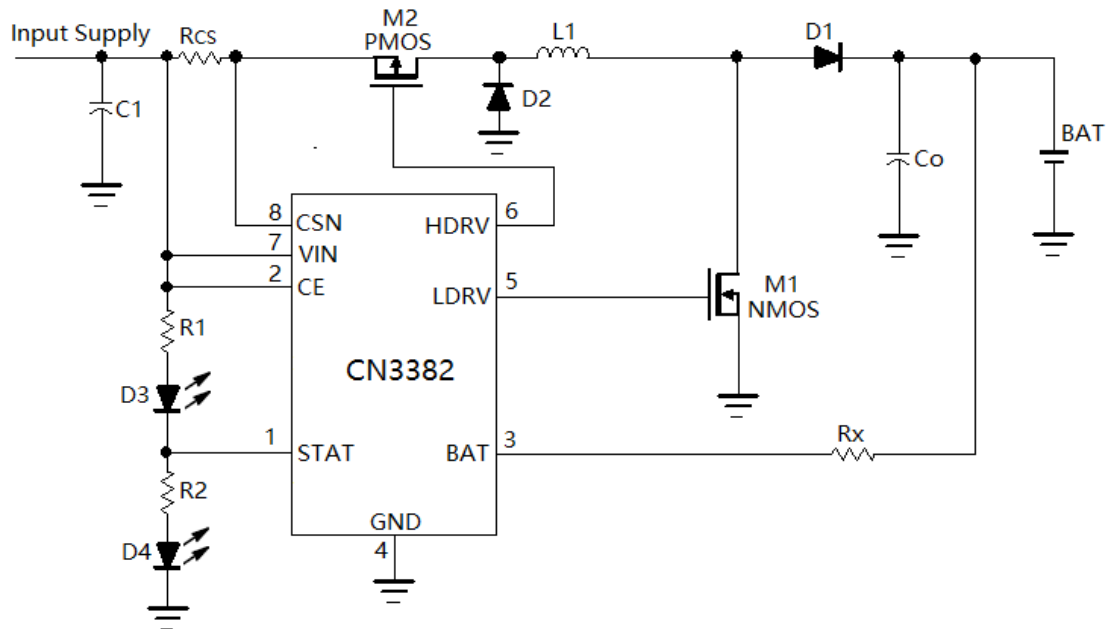 Input Supply
Rcs
M2
PMOS
L1
D1
C1
D2
Co
BAT
8
CSN
HDRV
6
7
VIN
2
CE
LDRV
5
M1
NMOS
R1
CN3382
D3
1
STAT
BAT
3
Rx
R2
GND
4
D4